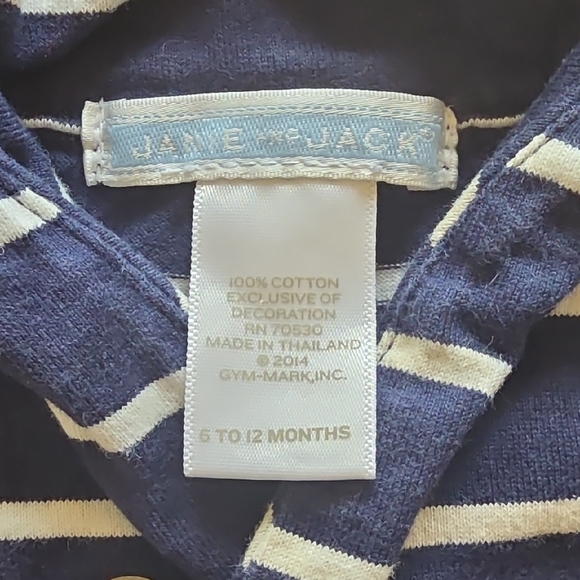 JANE AND JACK®
100% COTTON
EXCLUSIVE OF
DECORATION
RN 70530
MADE IN THAILAND
© 2014
GYM-MARK,INC.
6 TO 12 MONTHS